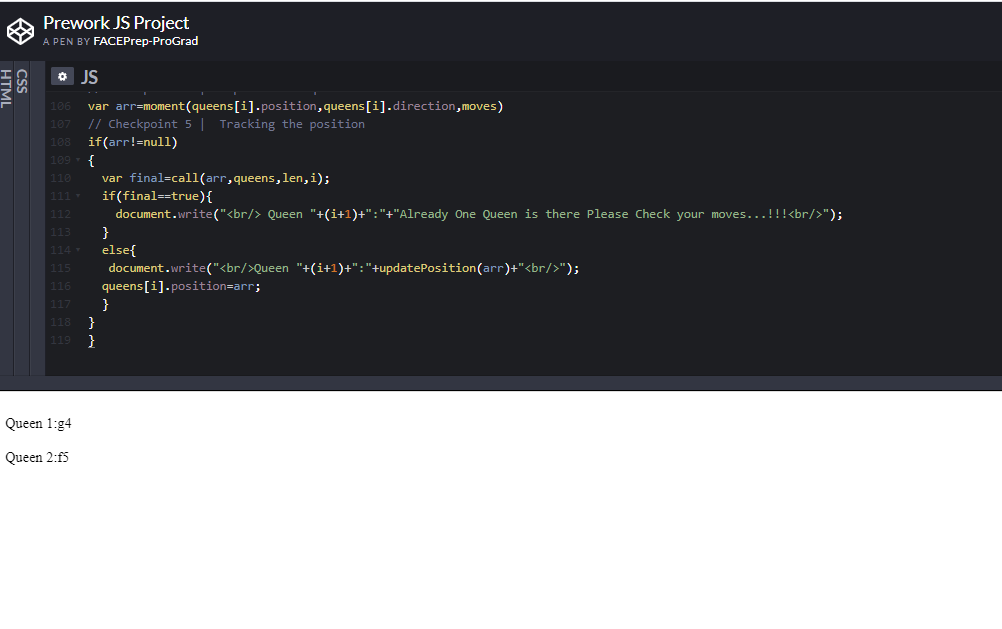 Prework JS Project
A PEN BY FACEPrep-ProGrad
HTML
CSS
JS
106 var arr=moment(queens[i].position,queens[i].direction,moves)
107 // Checkpoint 5 | Tracking the position
108 if(arr!=null)
109 {
110 var final=call(arr,queens,len,i);
111 if(final==true){
112 document.write("<br/> Queen "+(i+1)+":"+"Already One Queen is there Please Check your moves...!!!<br/>");
113 }
114 else{
115 document.write("<br/>Queen "+(i+1)+":"+updatePosition(arr)+"<br/>");
116 queens[i].position=arr;
117 }
118 }
119 }
Queen 1:g4
Queen 2:f5